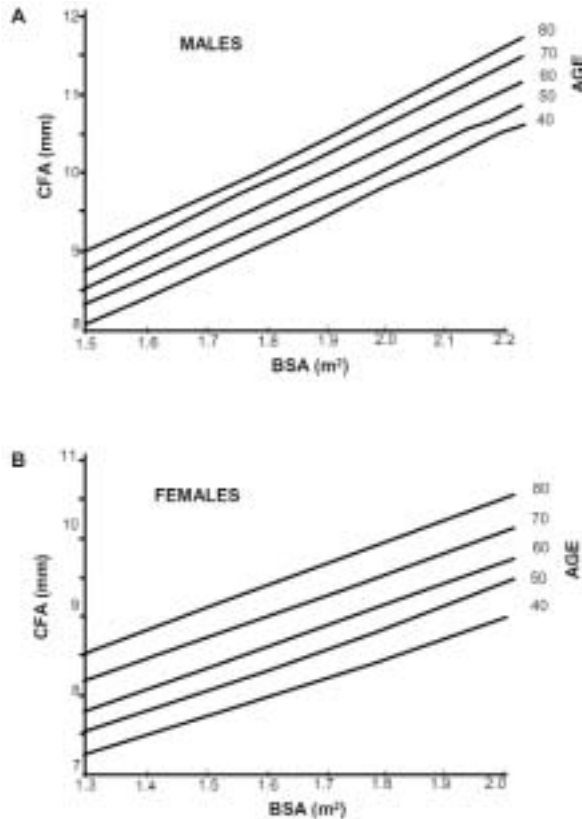 A
MALES
CFA (mm)
12
11
10
9
8
1.5 1.6 1.7 1.8 1.9 2.0 2.1 2.2
BSA (m²)
80
70
60
50
40
AGE
B
FEMALES
CFA (mm)
11
10
9
8
7
1.3 1.4 1.5 1.6 1.7 1.8 1.9 2.0
BSA (m²)
80
70
60
50
40
AGE